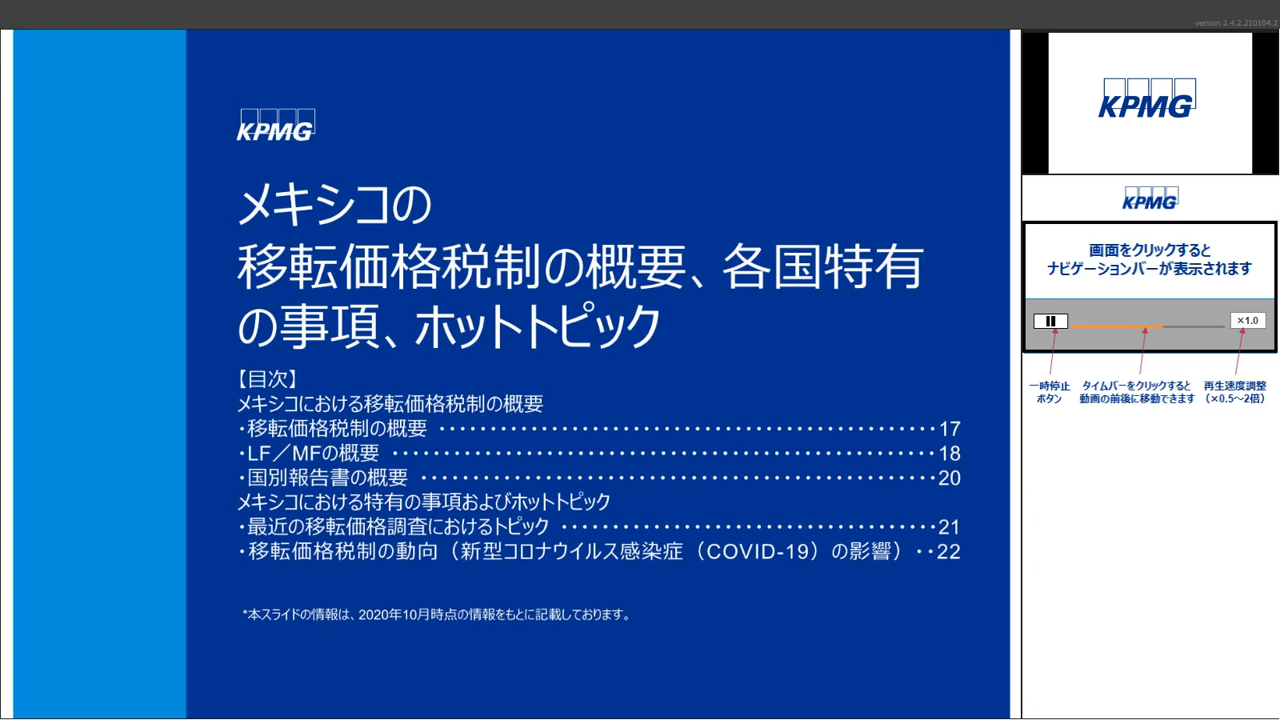 version 2.4.2.210104.2
KPMG
メキシコの
移転価格税制の概要、各国特有
の事項、ホットトピック
【目次】
メキシコにおける移転価格税制の概要
・移転価格税制の概要 ・・・・・・・・・・・・・・・・・・・・・・・・・・・・・・・・・・・・・・・・・・・・・・・・・17
・LF／MFの概要 ・・・・・・・・・・・・・・・・・・・・・・・・・・・・・・・・・・・・・・・・・・・・・・・・・・・・・18
・国別報告書の概要 ・・・・・・・・・・・・・・・・・・・・・・・・・・・・・・・・・・・・・・・・・・・・・・・・・・・20
メキシコにおける特有の事項およびホットトピック
・最近の移転価格調査におけるトピック ・・・・・・・・・・・・・・・・・・・・・・・・・・・・・・・・・・・・・21
・移転価格税制の動向（新型コロナウイルス感染症（COVID-19）の影響）・・22
*本スライドの情報は、2020年10月時点の情報をもとに記載しております。
KPMG
KPMG
画面をクリックすると
ナビゲーションバーが表示されます
×1.0
一時停止
ボタン
タイムバーをクリックすると
動画の前後に移動できます
再生速度調整
（×0.5～2倍）